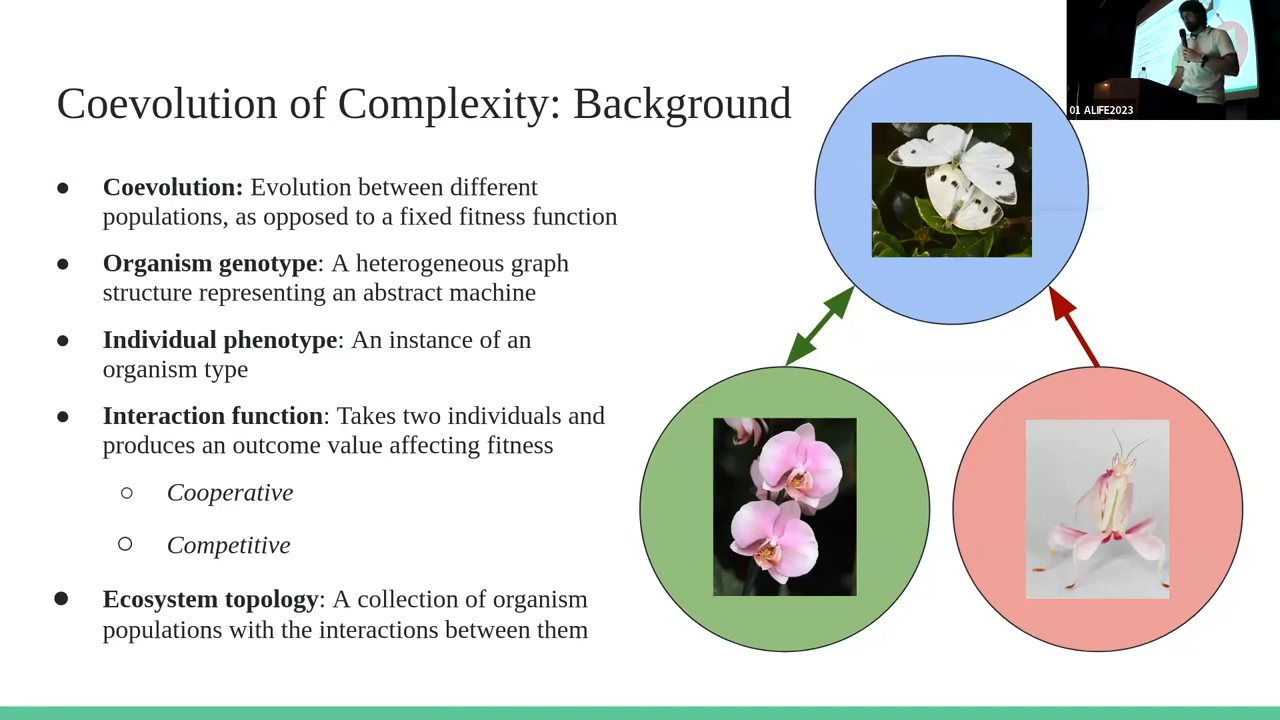 Coevolution of Complexity: Background
● Coevolution: Evolution between different
populations, as opposed to a fixed fitness function
● Organism genotype: A heterogeneous graph
structure representing an abstract machine
● Individual phenotype: An instance of an
organism type
● Interaction function: Takes two individuals and
produces an outcome value affecting fitness
○ Cooperative
○ Competitive
● Ecosystem topology: A collection of organism
populations with the interactions between them
01 ALIFE2023